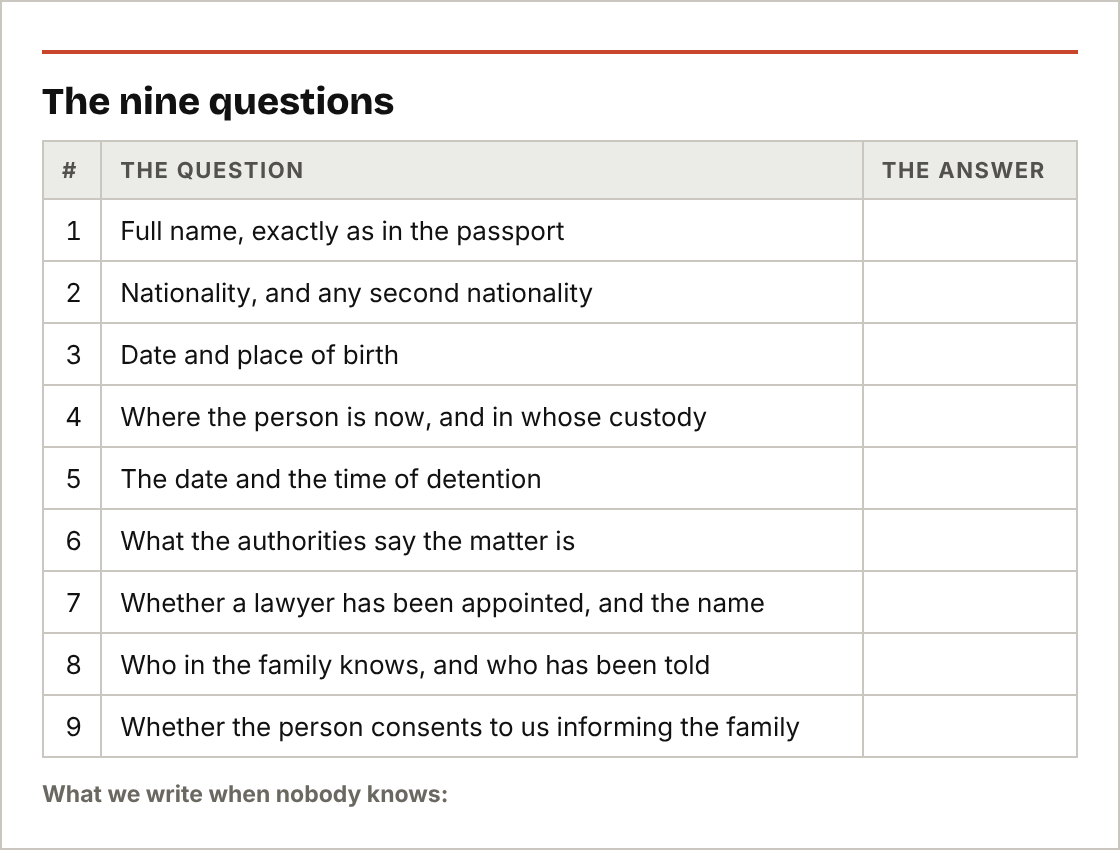 The nine questions
# THE QUESTION THE ANSWER
1 Full name, exactly as in the passport
2 Nationality, and any second nationality
3 Date and place of birth
4 Where the person is now, and in whose custody
5 The date and the time of detention
6 What the authorities say the matter is
7 Whether a lawyer has been appointed, and the name
8 Who in the family knows, and who has been told
9 Whether the person consents to us informing the family
What we write when nobody knows: